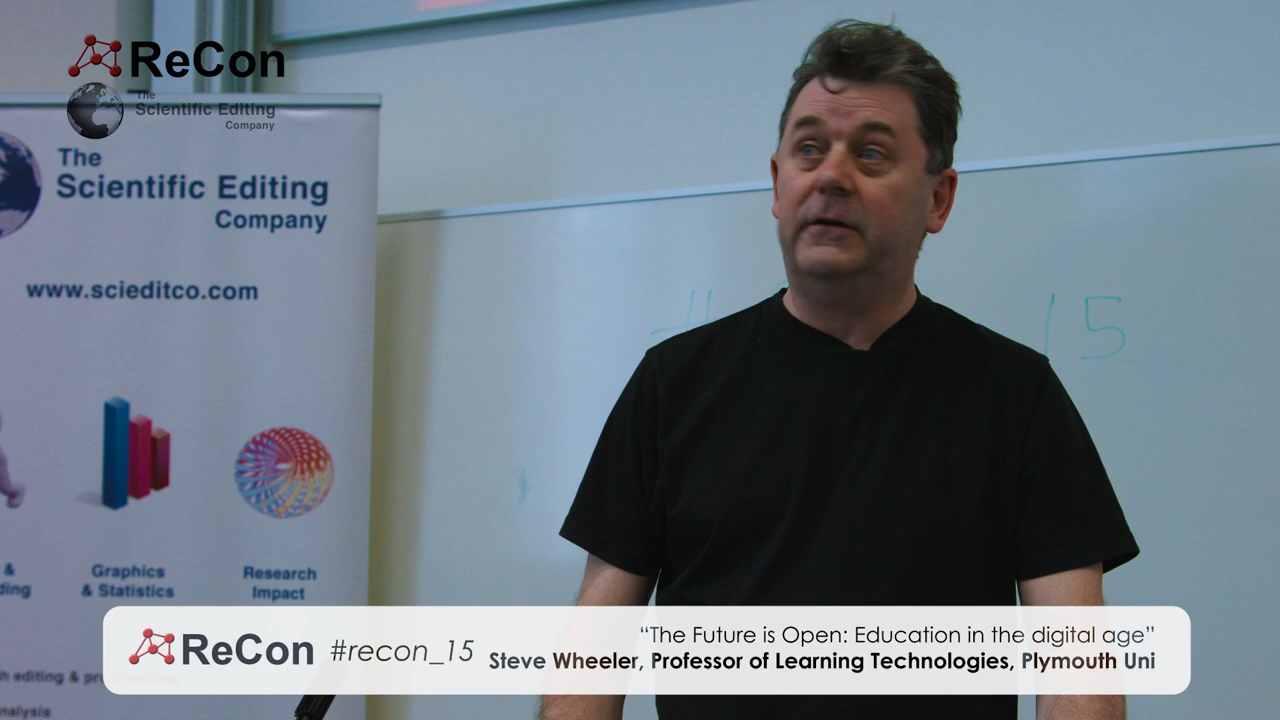 ReCon
The
Scientific Editing
Company
The
Scientific Editing
Company
www.scieditco.com
15
&
Graphics
& Statistics
Research
Impact
ReCon #recon_15
“The Future is Open: Education in the digital age”
Steve Wheeler, Professor of Learning Technologies, Plymouth Uni
editing &